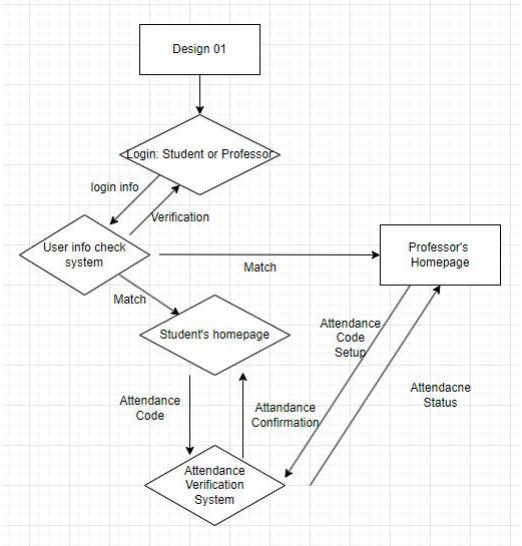 Design 01
Login: Student or Professor
login info
Verification
User info check
system
Professor's
Homepage
Match
Match
Student's homepage
Attendance
Code
Setup
Attendacne
Status
Attendance
Code
Attandance
Confirmation
Attendance
Verification
System